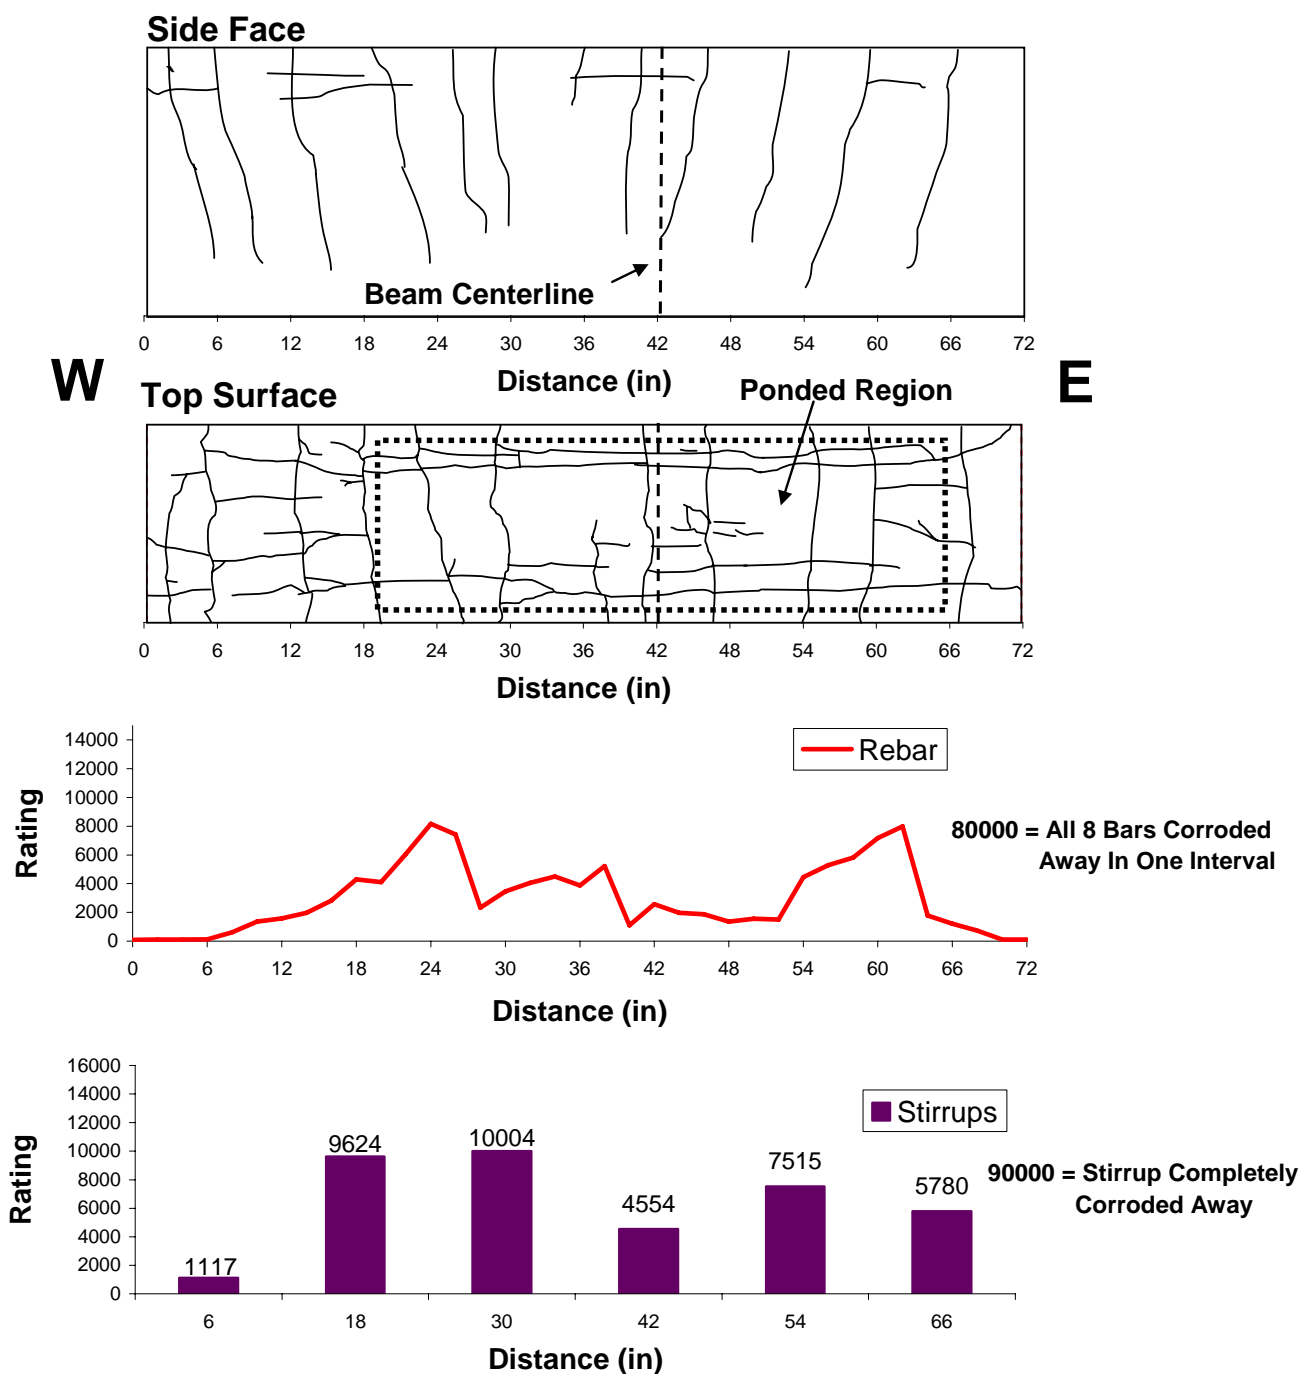 Side Face
Beam Centerline
0 6 12 18 24 30 36 42 48 54 60 66 72
Distance (in)
W
E
Top Surface
Ponded Region
0 6 12 18 24 30 36 42 48 54 60 66 72
Distance (in)
14000
12000
10000
8000
6000
4000
2000
0
Rating
Rebar
80000 = All 8 Bars Corroded
Away In One Interval
0 6 12 18 24 30 36 42 48 54 60 66 72
Distance (in)
16000
14000
12000
10000
8000
6000
4000
2000
0
Rating
Stirrups
1117
9624
10004
4554
7515
5780
90000 = Stirrup Completely
Corroded Away
6 18 30 42 54 66
Distance (in)